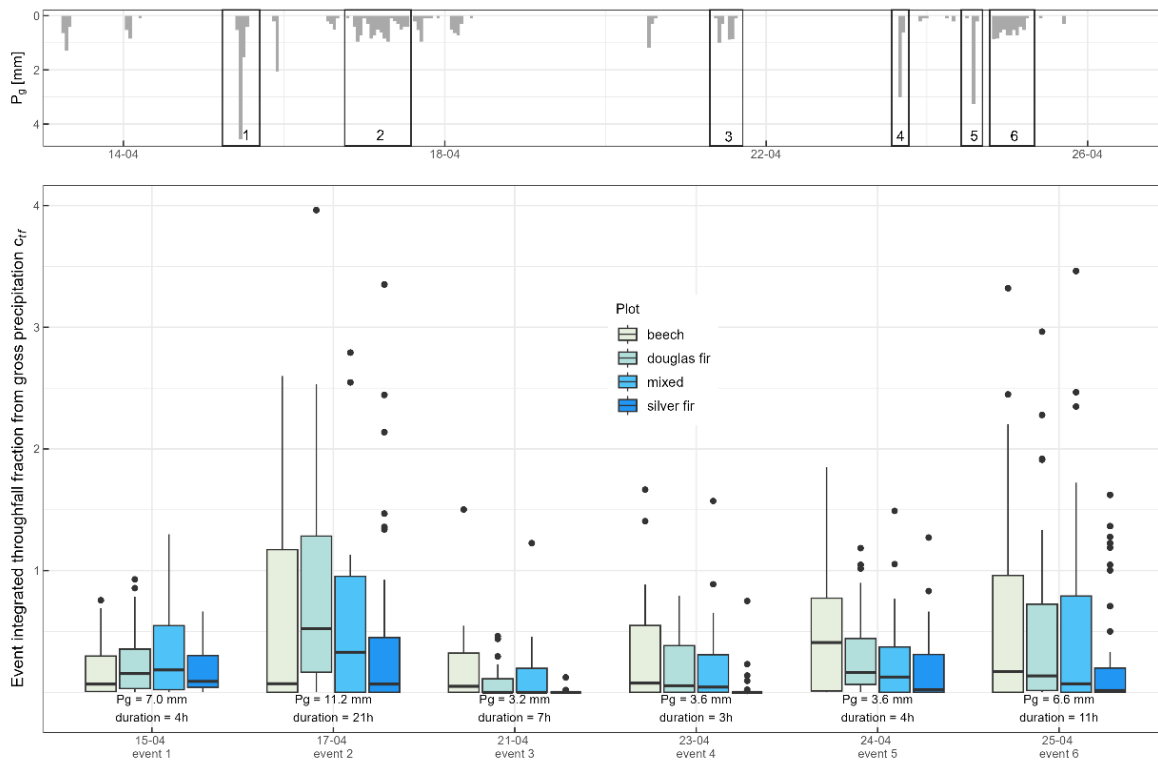 0
2
4
Pg [mm]
1
2
3
4
5
6
14-04
18-04
22-04
26-04
Event integrated throughfall fraction from gross precipitation ctf
4
3
2
1
Plot
beech
douglas fir
mixed
silver fir
Pg = 7.0 mm
duration = 4h
Pg = 11.2 mm
duration = 21h
Pg = 3.2 mm
duration = 7h
Pg = 3.6 mm
duration = 3h
Pg = 3.6 mm
duration = 4h
Pg = 6.6 mm
duration = 11h
15-04
event 1
17-04
event 2
21-04
event 3
23-04
event 4
24-04
event 5
25-04
event 6